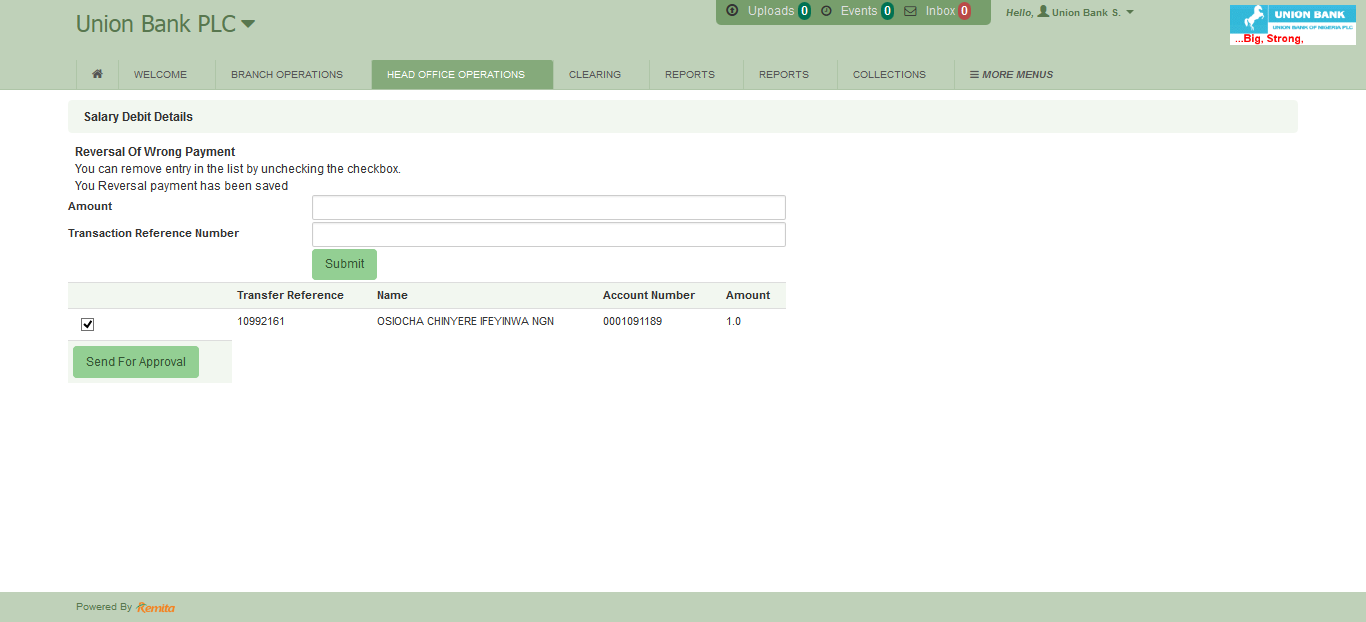 Union Bank PLC
Uploads 0 Events 0 Inbox 0
Hello, Union Bank S.
UNION BANK
UNION BANK OF NIGERIA PLC
...Big, Strong,
WELCOME BRANCH OPERATIONS HEAD OFFICE OPERATIONS CLEARING REPORTS REPORTS COLLECTIONS MORE MENUS
Salary Debit Details
Reversal Of Wrong Payment
You can remove entry in the list by unchecking the checkbox.
You Reversal payment has been saved
Amount
Transaction Reference Number
Submit
Transfer Reference Name Account Number Amount
10992161 OSIOCHA CHINYERE IFEYINWA NGN 0001091189 1.0
Send For Approval
Powered By Remita